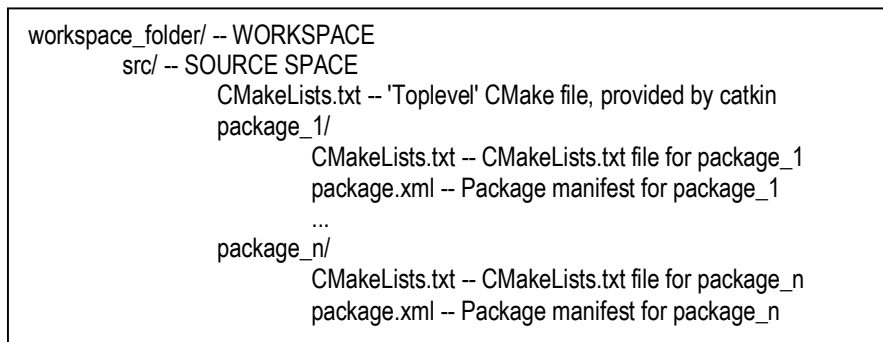 workspace_folder/ -- WORKSPACE
src/ -- SOURCE SPACE
CMakeLists.txt -- 'Toplevel' CMake file, provided by catkin
package_1/
CMakeLists.txt -- CMakeLists.txt file for package_1
package.xml -- Package manifest for package_1
...
package_n/
CMakeLists.txt -- CMakeLists.txt file for package_n
package.xml -- Package manifest for package_n